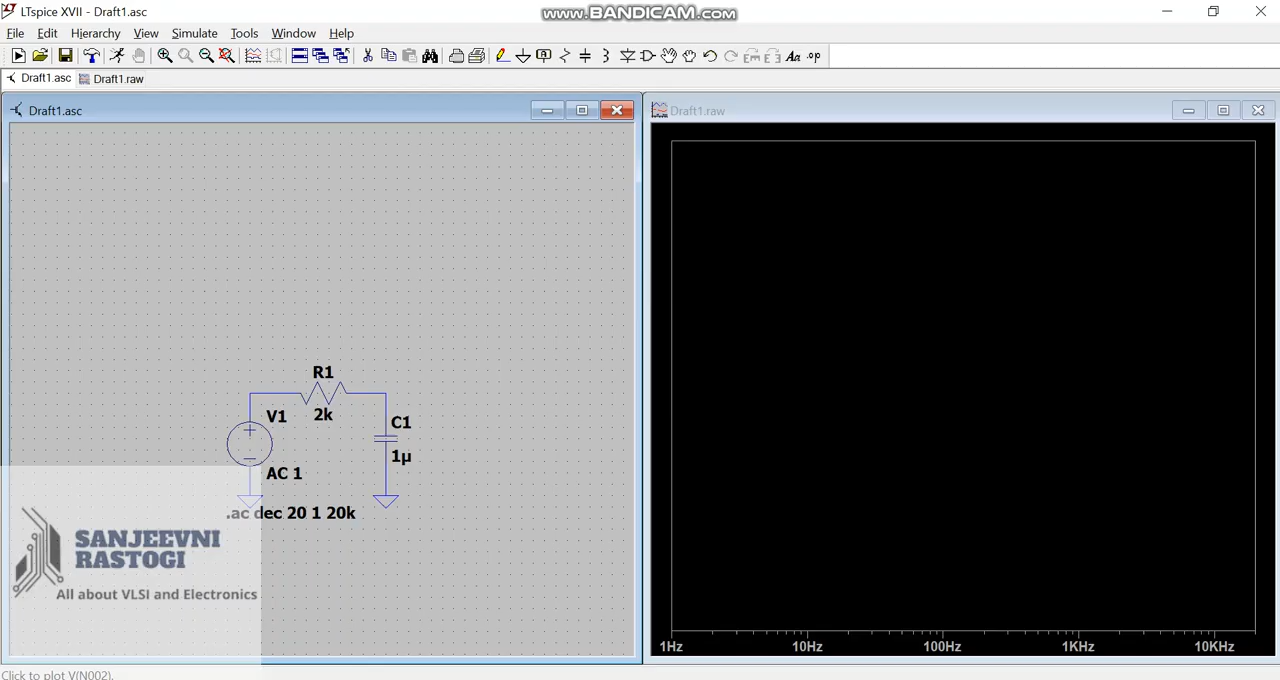 LTspice XVII - Draft1.asc
www.BANDICAM.com
File Edit Hierarchy View Simulate Tools Window Help
Draft1.asc Draft1.raw
Draft1.asc
Draft1.raw
R1
2k
V1
C1
1µ
AC 1
.ac dec 20 1 20k
SANJEEVNI
RASTOGI
All about VLSI and Electronics
1Hz 10Hz 100Hz 1KHz 10KHz
Click to plot V(N002).